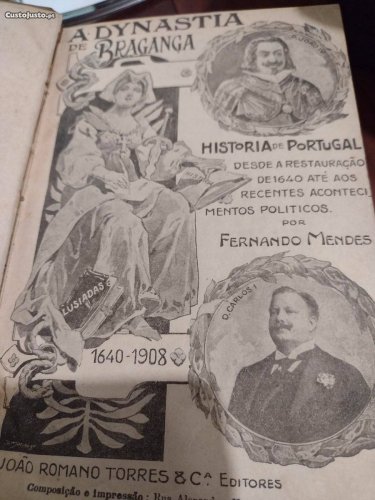 CustoJusto.pt
A DYNASTIA
DE BRAGANÇA
HISTORIA DE PORTUGAL
DESDE A RESTAURAÇÃO
DE 1640 ATÉ AOS
RECENTES ACONTECI
MENTOS POLITICOS.
POR
FERNANDO MENDES
LUSIADAS
D. CARLOS I
1640-1908
JOÃO ROMANO TORRES & Cª. EDITORES
Composição e impressão: Rua